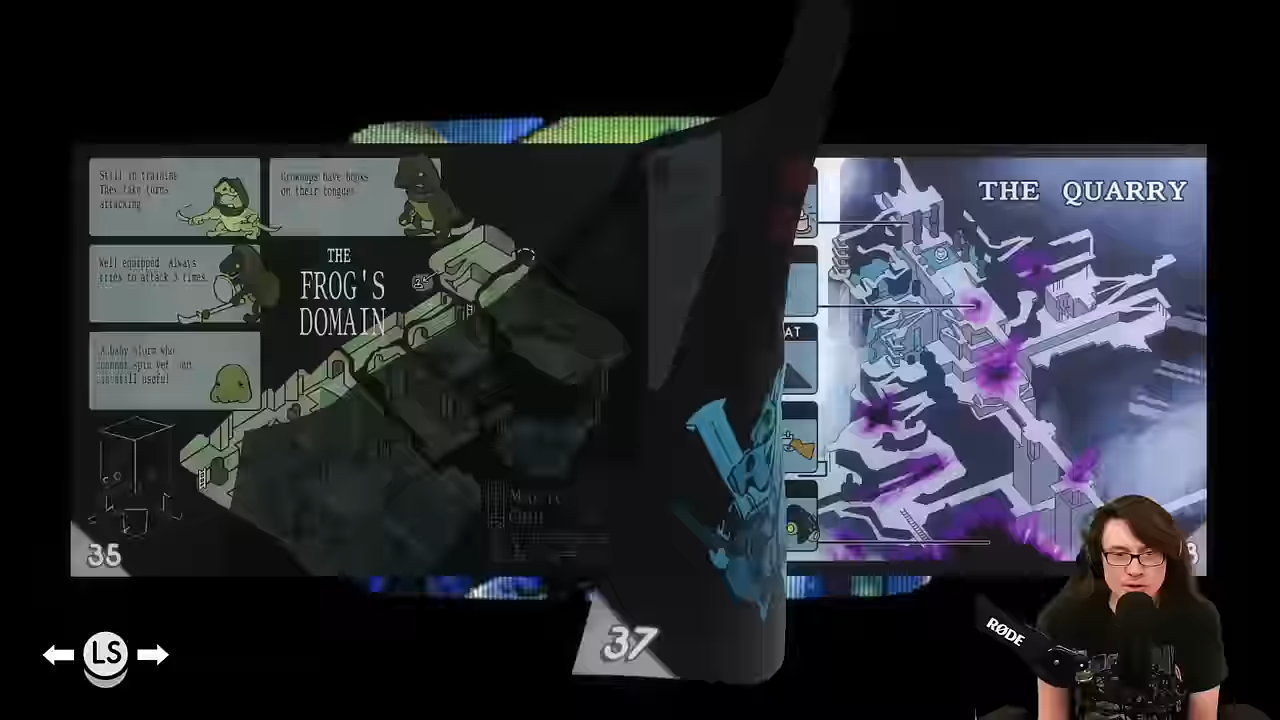 Still in training
They take turns
attacking
Grownups have hooks
on their tongues
Well equipped. Always
tries to attack 3 times.
THE
FROG'S
DOMAIN
A baby slurm who
cannot spin yet but
is still useful
35
37
THE QUARRY
AT
LS
RØDE